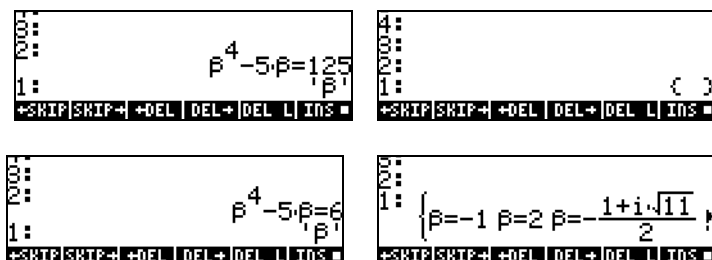 3:
2:
β⁴-5·β=125
1:
'β'
←SKIP SKIP→ ←DEL DEL→ DEL L INS ■
4:
3:
2:
1:
{ }
←SKIP SKIP→ ←DEL DEL→ DEL L INS ■
3:
2:
β⁴-5·β=6
1:
'β'
←SKIP SKIP→ ←DEL DEL→ DEL L INS ■
2:
1:
{β=-1 β=2 β=-(1+i·√11)/2
←SKIP SKIP→ ←DEL DEL→ DEL L INS ■